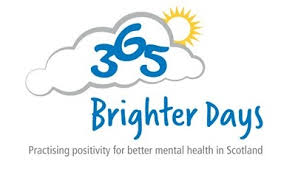 365
Brighter Days
Practising positivity for better mental health in Scotland